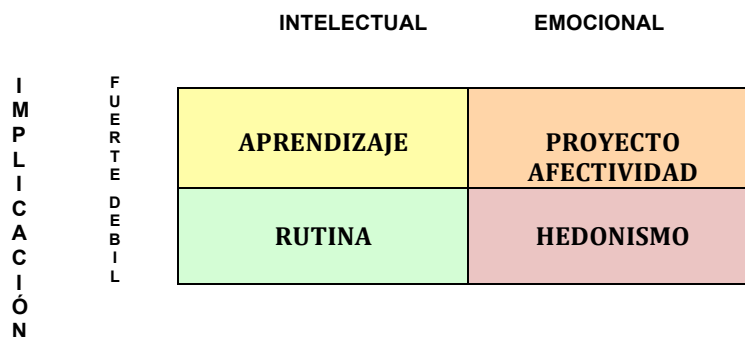 INTELECTUAL EMOCIONAL
IMPLICACIÓN
FUERTE DEBIL
APRENDIZAJE
PROYECTO
AFECTIVIDAD
RUTINA
HEDONISMO